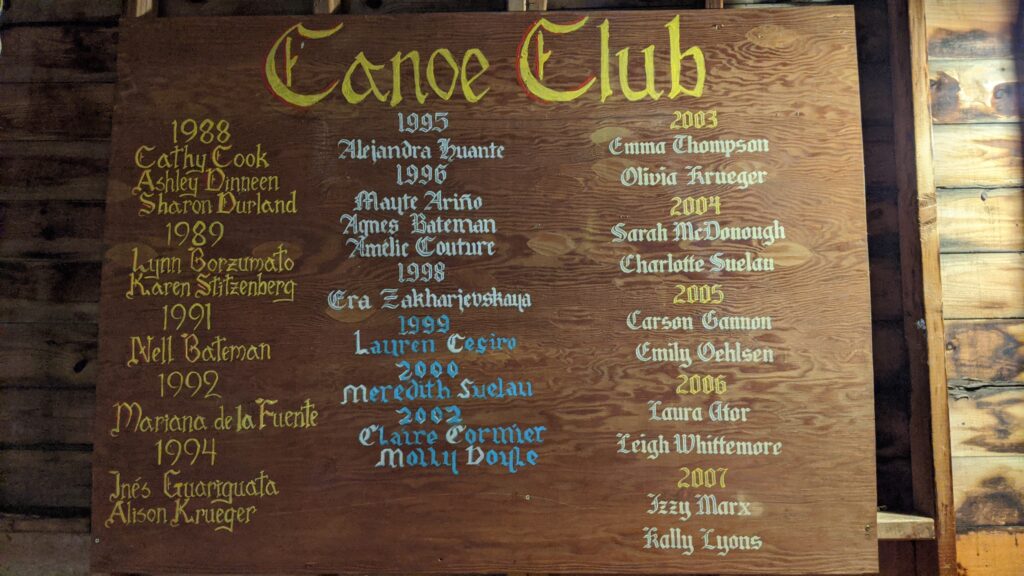 Canoe Club
1988
Cathy Cook
Ashley Dinneen
Sharon Durland
1989
Lynn Borzumato
Karen Stitzenberg
1991
Nell Bateman
1992
Mariana de la Fuente
1994
Inés Guariguata
Alison Krueger
1995
Alejandra Huante
1996
Mayte Ariño
Agnes Bateman
Amélie Couture
1998
Era Zakharjevskaya
1999
Lauren Cesiro
2000
Meredith Suelau
2002
Claire Cormier
Molly Doyle
2003
Emma Thompson
Olivia Krueger
2004
Sarah McDonough
Charlotte Suelau
2005
Carson Gannon
Emily Oehlsen
2006
Laura Ator
Leigh Whittemore
2007
Izzy Marx
Kally Lyons